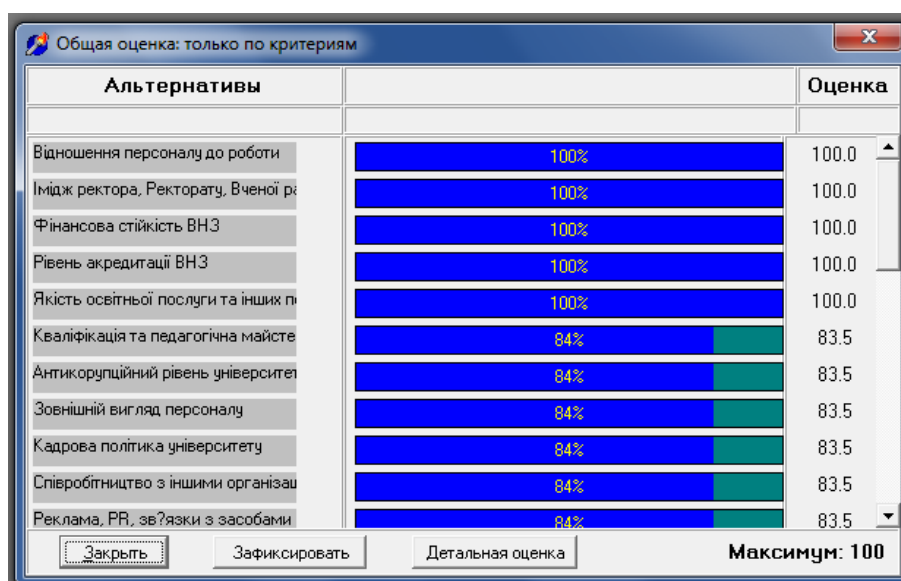 Общая оценка: только по критериям
Альтернативы Оценка
Відношення персоналу до роботи 100% 100.0
Імідж ректора, Ректорату, Вченої ра 100% 100.0
Фінансова стійкість ВНЗ 100% 100.0
Рівень акредитації ВНЗ 100% 100.0
Якість освітньої послуги та інших п 100% 100.0
Кваліфікація та педагогічна майсте 84% 83.5
Антикорупційний рівень університет 84% 83.5
Зовнішній вигляд персоналу 84% 83.5
Кадрова політика університету 84% 83.5
Співробітництво з іншими організац 84% 83.5
Реклама, PR, зв?язки з засобами 84% 83.5
Закрыть Зафиксировать Детальная оценка Максимум: 100